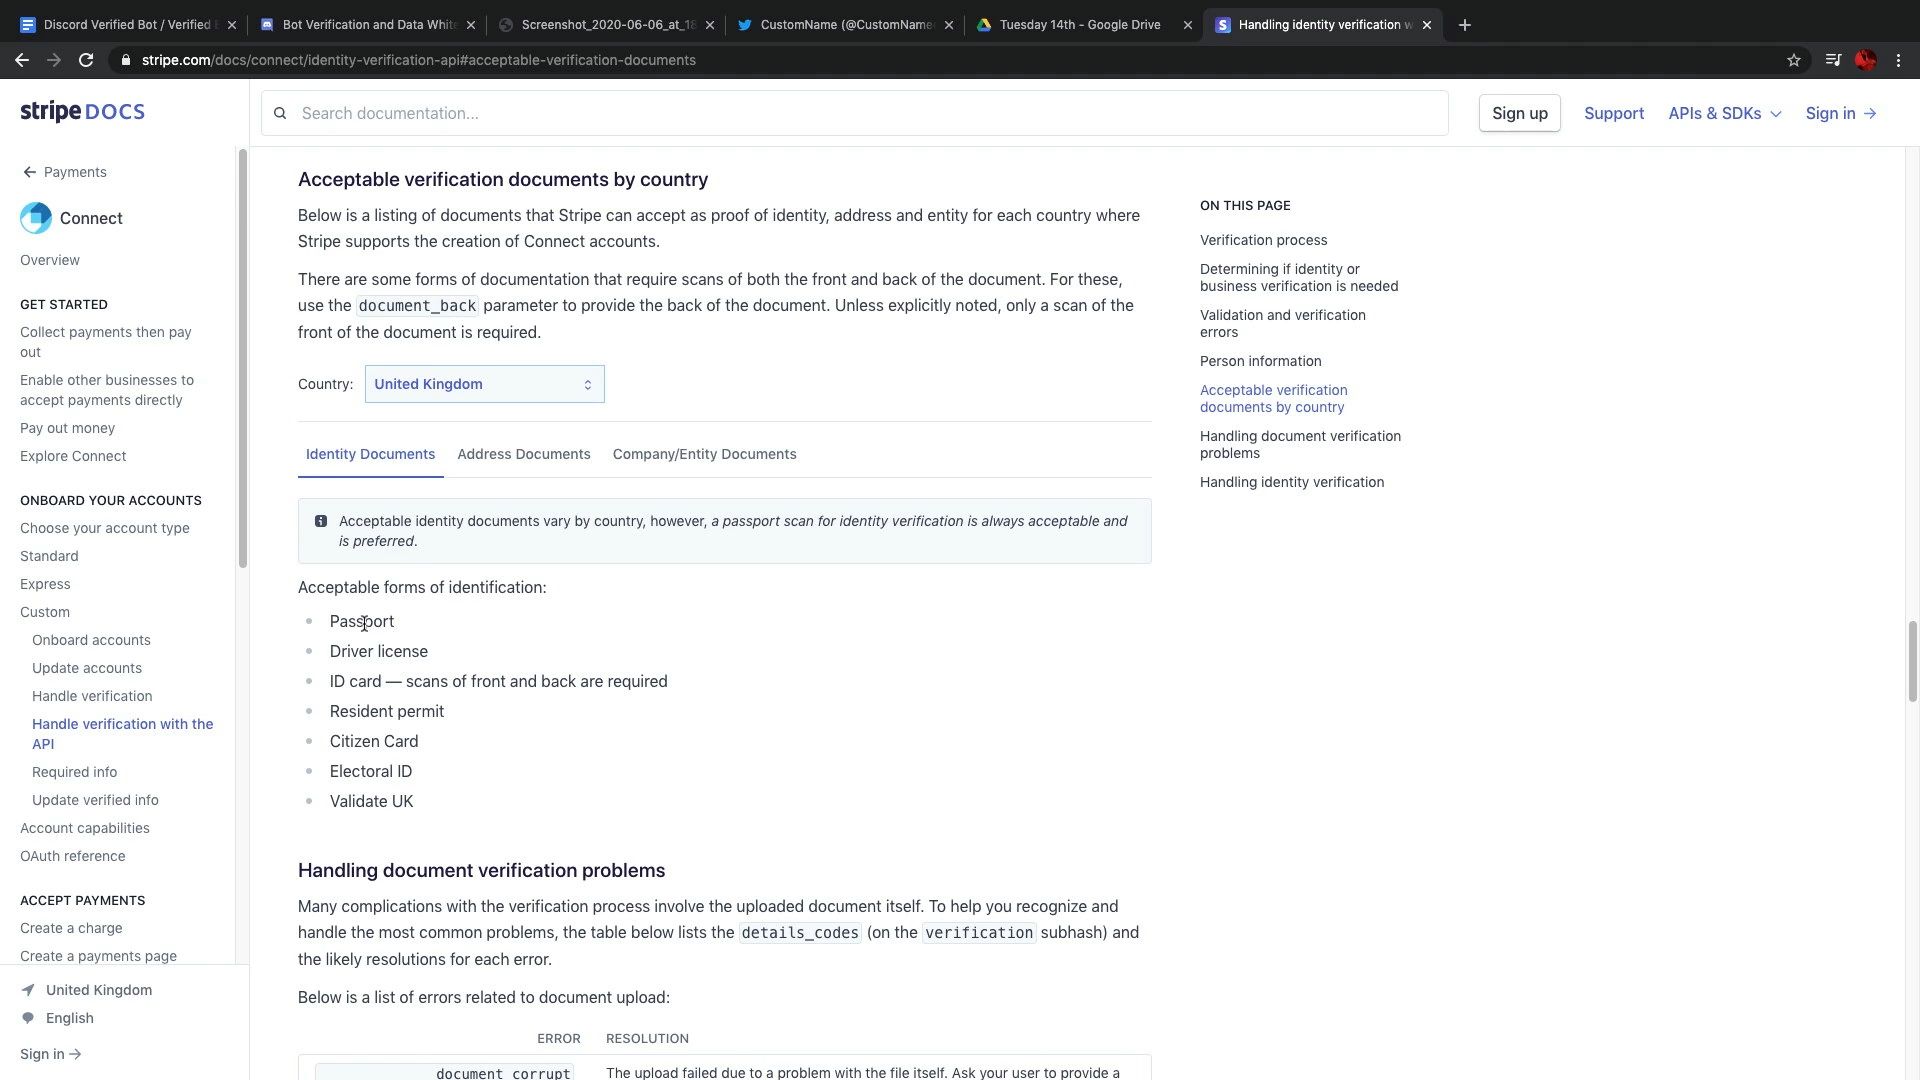 Discord Verified Bot / Verified
Bot Verification and Data White
Screenshot_2020-06-06_at_18
CustomName (@CustomName
Tuesday 14th - Google Drive
Handling identity verification w
stripe.com/docs/connect/identity-verification-api#acceptable-verification-documents
stripe DOCS
Search documentation...
Sign up
Support
APIs & SDKs
Sign in →
← Payments
Connect
Overview
GET STARTED
Collect payments then pay
out
Enable other businesses to
accept payments directly
Pay out money
Explore Connect
ONBOARD YOUR ACCOUNTS
Choose your account type
Standard
Express
Custom
Onboard accounts
Update accounts
Handle verification
Handle verification with the
API
Required info
Update verified info
Account capabilities
OAuth reference
ACCEPT PAYMENTS
Create a charge
Create a payments page
United Kingdom
English
Sign in →
Acceptable verification documents by country
Below is a listing of documents that Stripe can accept as proof of identity, address and entity for each country where
Stripe supports the creation of Connect accounts.
There are some forms of documentation that require scans of both the front and back of the document. For these,
use the document_back parameter to provide the back of the document. Unless explicitly noted, only a scan of the
front of the document is required.
Country: United Kingdom
Identity Documents Address Documents Company/Entity Documents
Acceptable identity documents vary by country, however, a passport scan for identity verification is always acceptable and
is preferred.
Acceptable forms of identification:
Passport
Driver license
ID card — scans of front and back are required
Resident permit
Citizen Card
Electoral ID
Validate UK
Handling document verification problems
Many complications with the verification process involve the uploaded document itself. To help you recognize and
handle the most common problems, the table below lists the details_codes (on the verification subhash) and
the likely resolutions for each error.
Below is a list of errors related to document upload:
ERROR RESOLUTION
document_corrupt The upload failed due to a problem with the file itself. Ask your user to provide a
ON THIS PAGE
Verification process
Determining if identity or
business verification is needed
Validation and verification
errors
Person information
Acceptable verification
documents by country
Handling document verification
problems
Handling identity verification